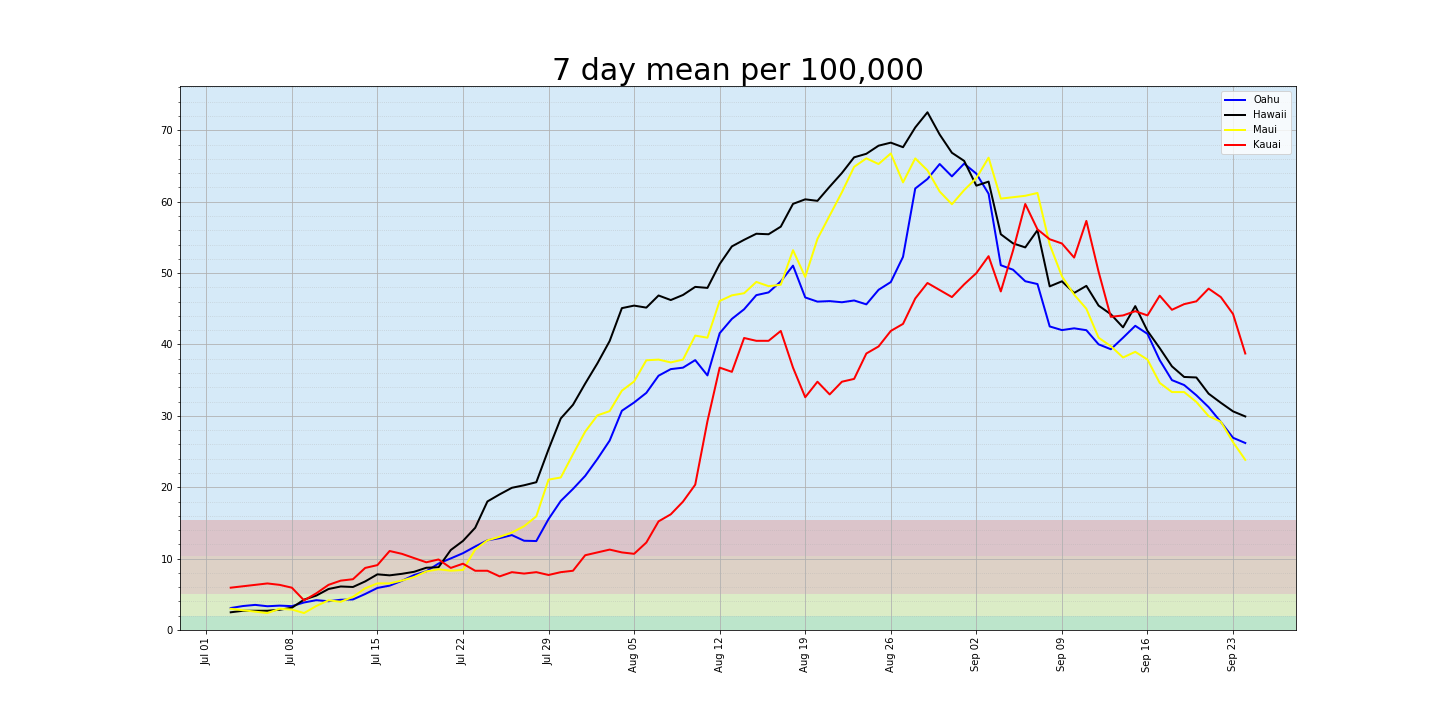 7 day mean per 100,000
Oahu
Hawaii
Maui
Kauai
70
60
50
40
30
20
10
0
Jul 01
Jul 08
Jul 15
Jul 22
Jul 29
Aug 05
Aug 12
Aug 19
Aug 26
Sep 02
Sep 09
Sep 16
Sep 23